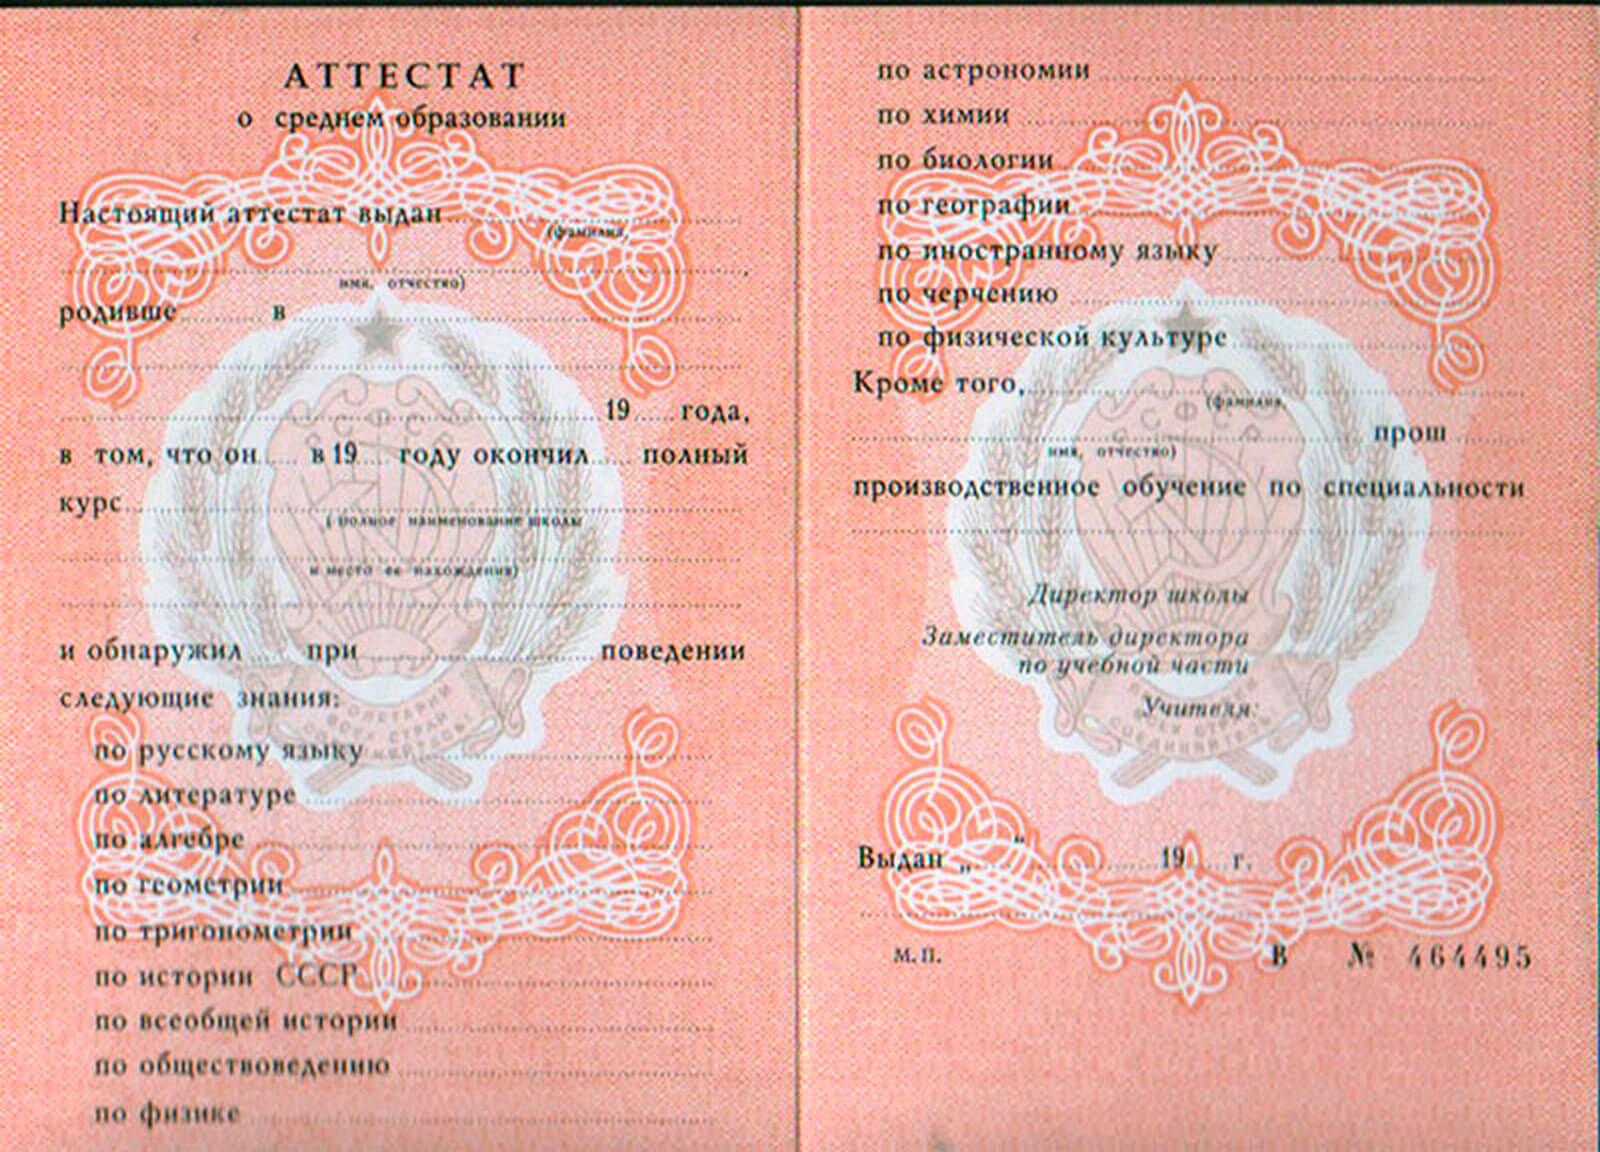 АТТЕСТАТ
о среднем образовании
Настоящий аттестат выдан
(фамилия,
имя, отчество)
родивше в
19 года,
в том, что он в 19 году окончил полный
курс
(полное наименование школы
и место ее нахождения)
и обнаружил при поведении
следующие знания:
по русскому языку
по литературе
по алгебре
по геометрии
по тригонометрии
по истории СССР
по всеобщей истории
по обществоведению
по физике
по астрономии
по химии
по биологии
по географии
по иностранному языку
по черчению
по физической культуре
Кроме того,
(фамилия,
прош
имя, отчество)
производственное обучение по специальности
Директор школы
Заместитель директора
по учебной части
Учителя:
Выдан „ “ 19 г.
м. п. В № 464495